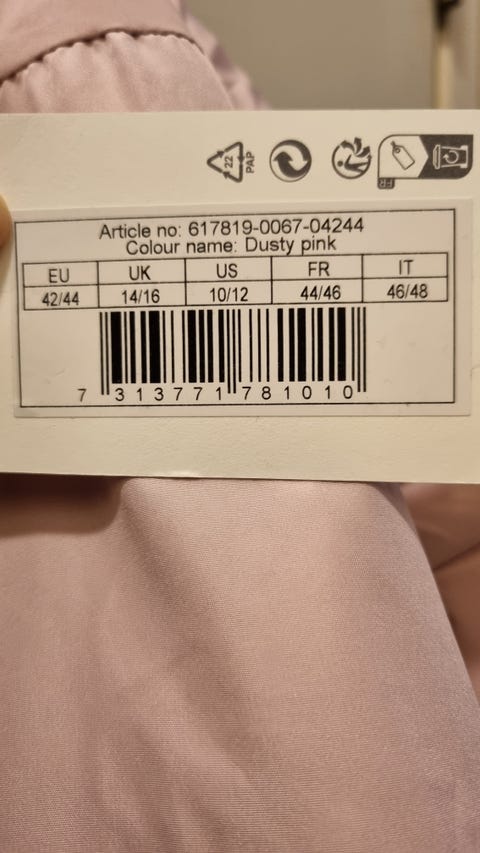 22
PAP
FR
Article no: 617819-0067-04244
Colour name: Dusty pink
EU UK US FR IT
42/44 14/16 10/12 44/46 46/48
7 313771 781010